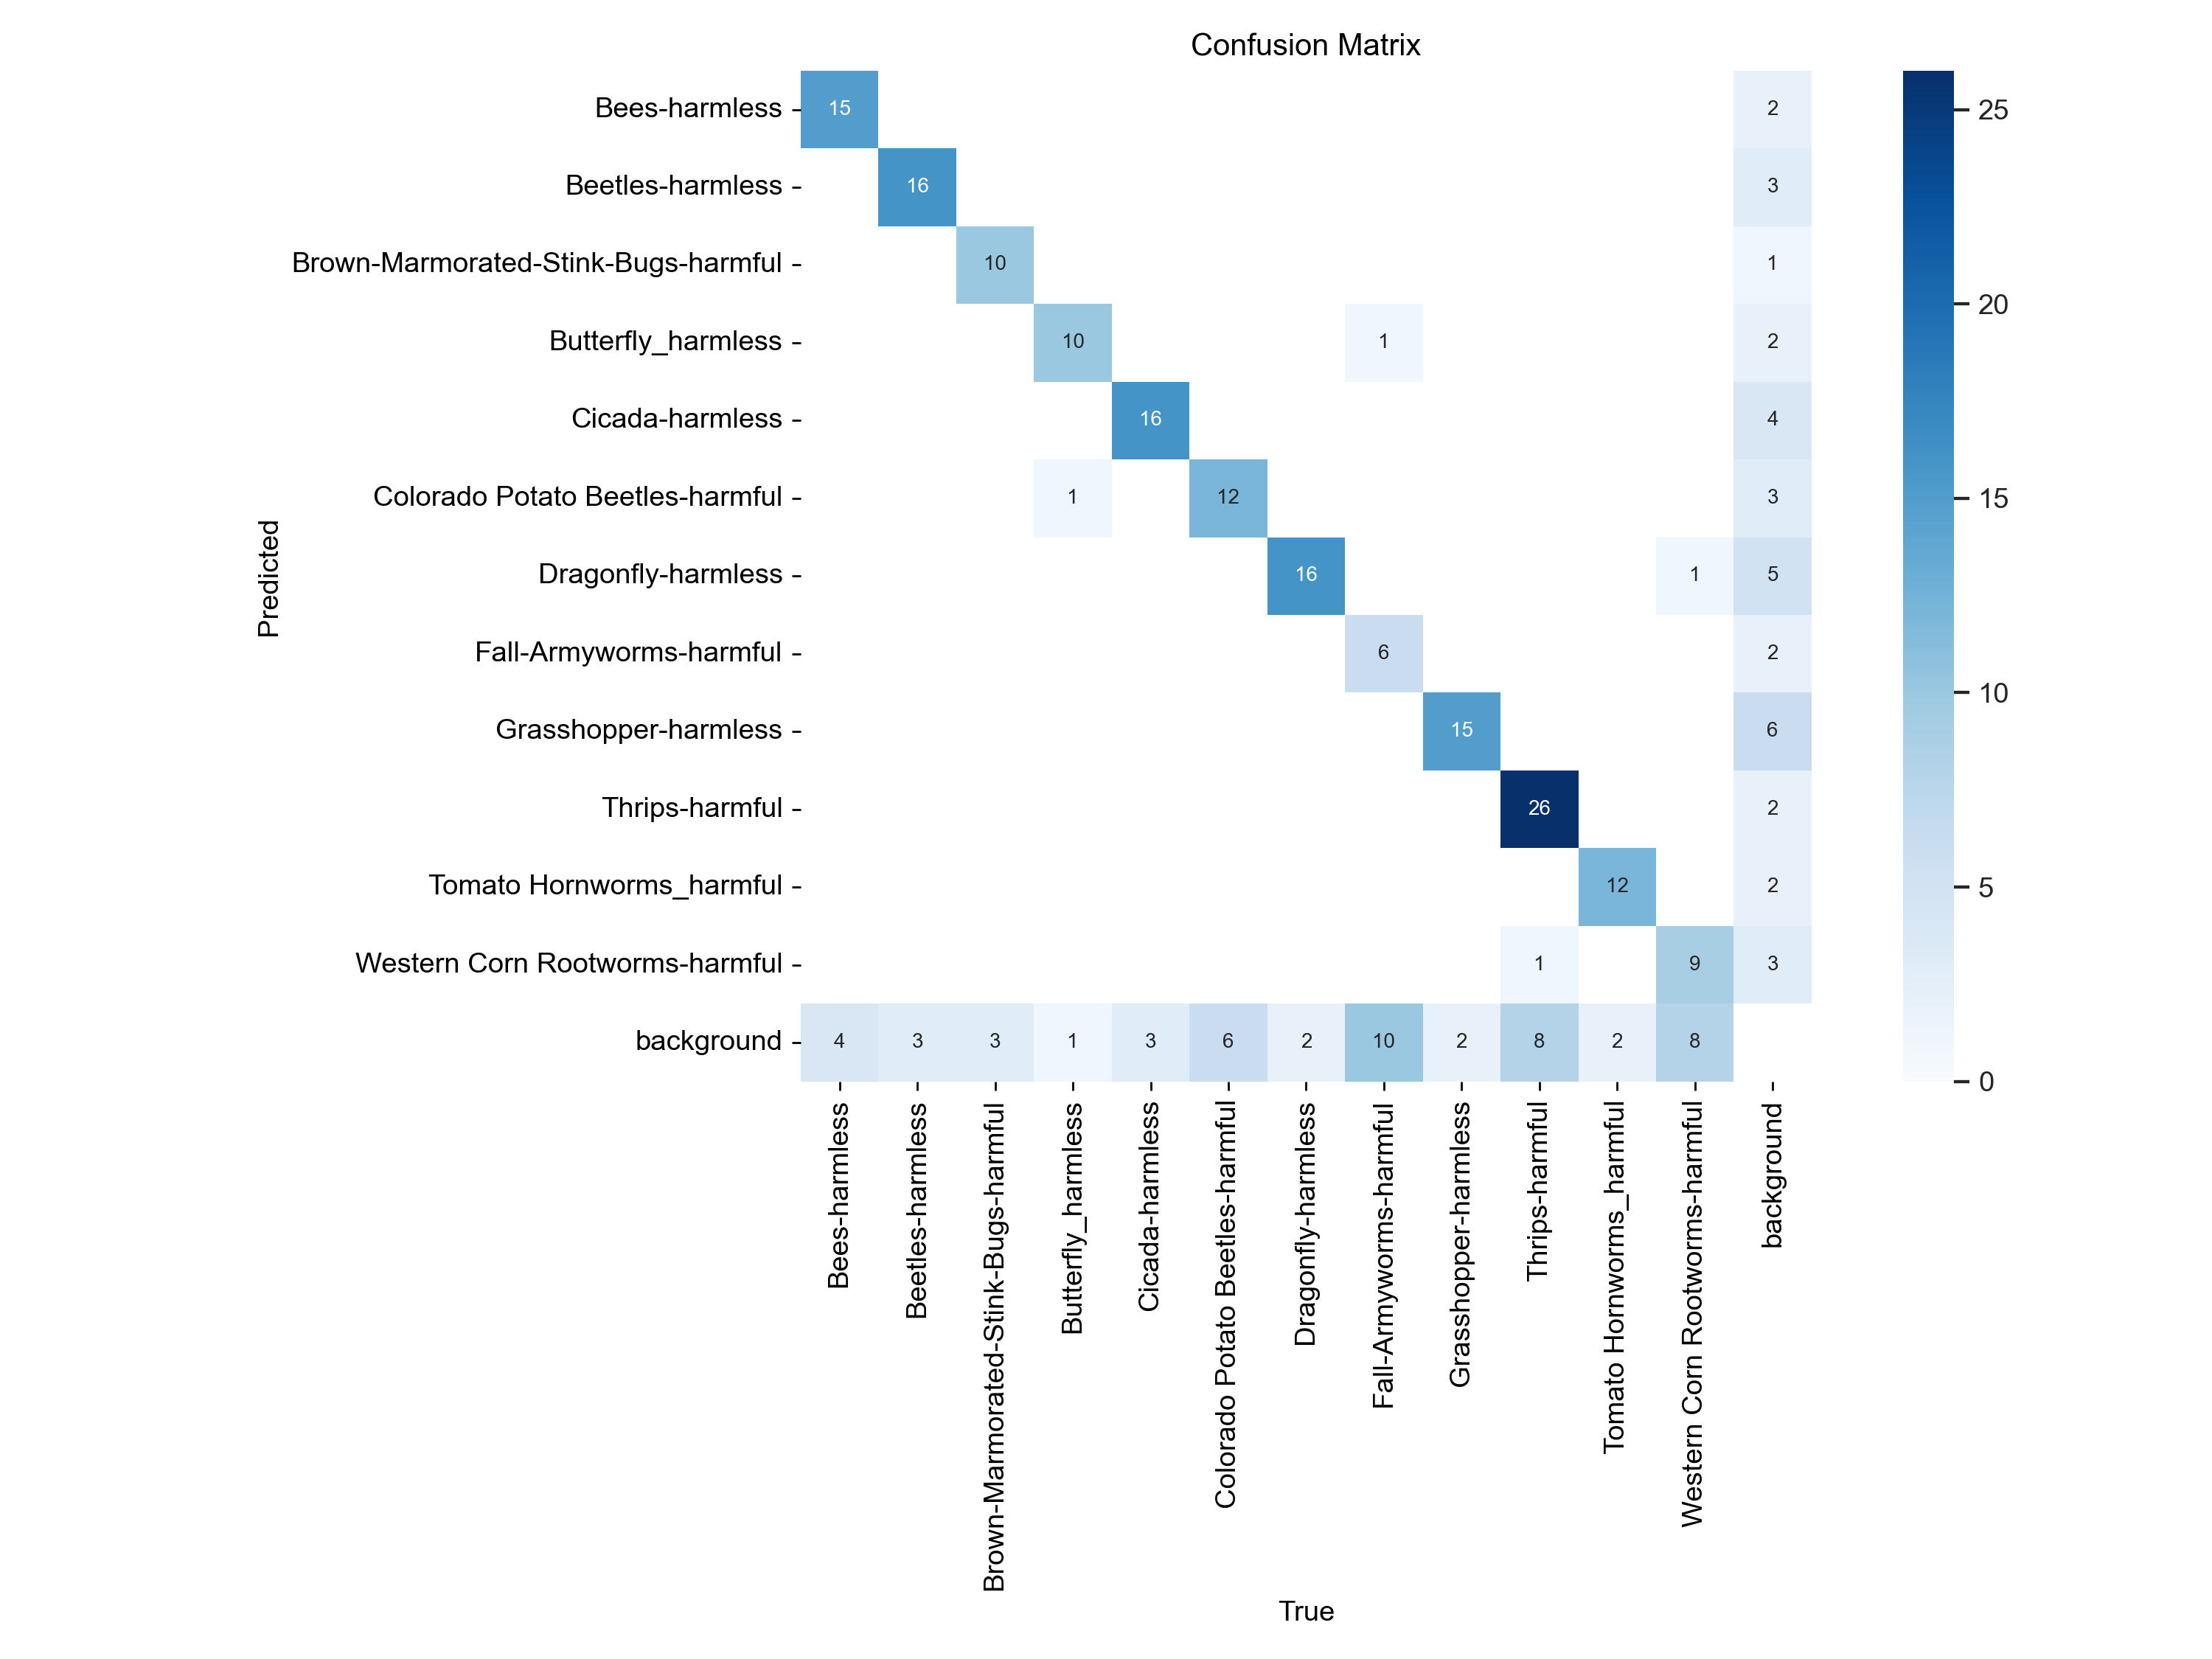 Confusion Matrix
Bees-harmless 15 2 25
Beetles-harmless 16 3
Brown-Marmorated-Stink-Bugs-harmful 10 1
20
Butterfly_harmless 10 1 2
Cicada-harmless 16 4
Colorado Potato Beetles-harmful 1 12 3 15
Predicted
Dragonfly-harmless 16 1 5
Fall-Armyworms-harmful 6 2
10
Grasshopper-harmless 15 6
Thrips-harmful 26 2
Tomato Hornworms_harmful 12 2 5
Western Corn Rootworms-harmful 1 9 3
background 4 3 3 1 3 6 2 10 2 8 2 8
0
Bees-harmless
Beetles-harmless
Brown-Marmorated-Stink-Bugs-harmful
Butterfly_harmless
Cicada-harmless
Colorado Potato Beetles-harmful
Dragonfly-harmless
Fall-Armyworms-harmful
Grasshopper-harmless
Thrips-harmful
Tomato Hornworms_harmful
Western Corn Rootworms-harmful
background
True